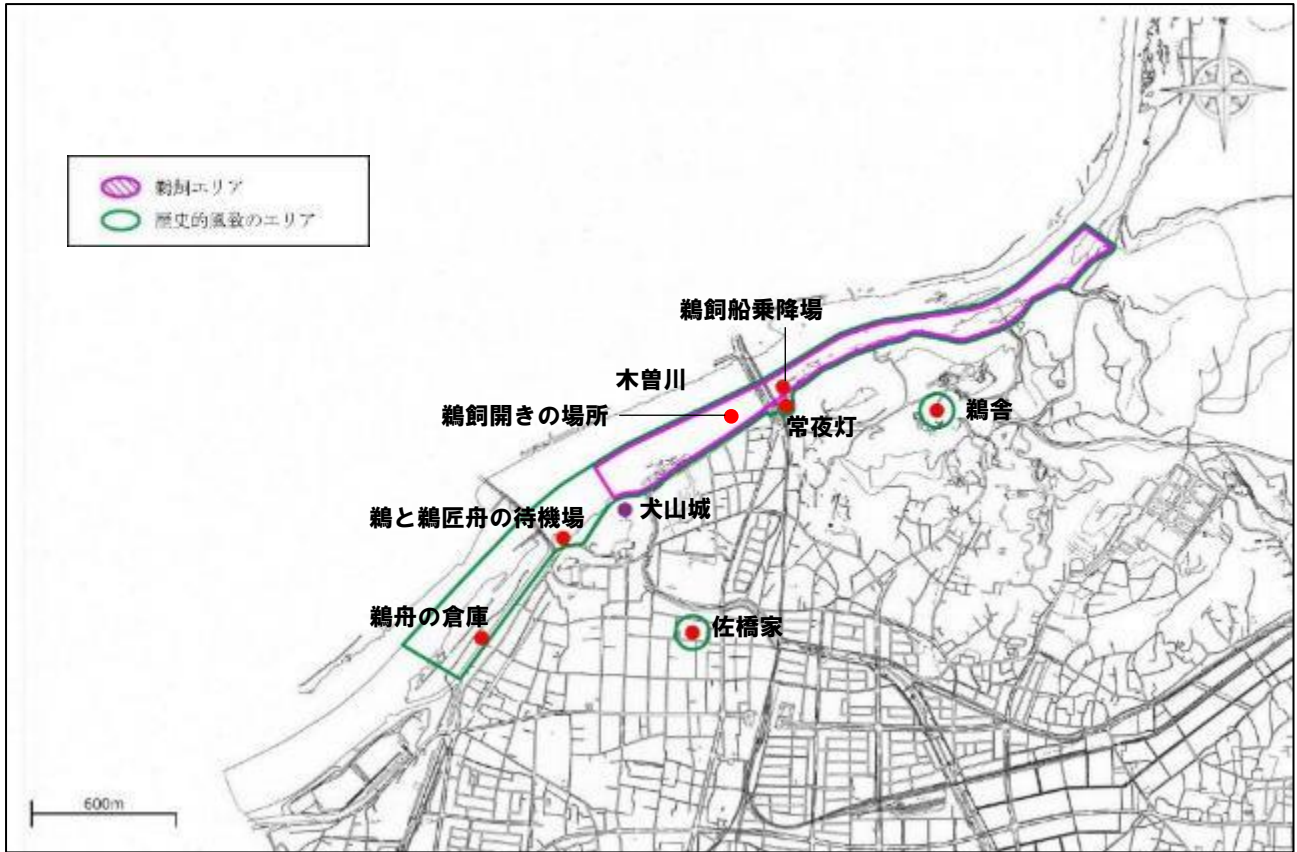 鵜飼エリア
歴史的風致のエリア
鵜飼船乗降場
木曽川
鵜飼開きの場所
常夜灯
鵜舎
鵜と鵜匠舟の待機場
犬山城
鵜舟の倉庫
佐橋家
600m